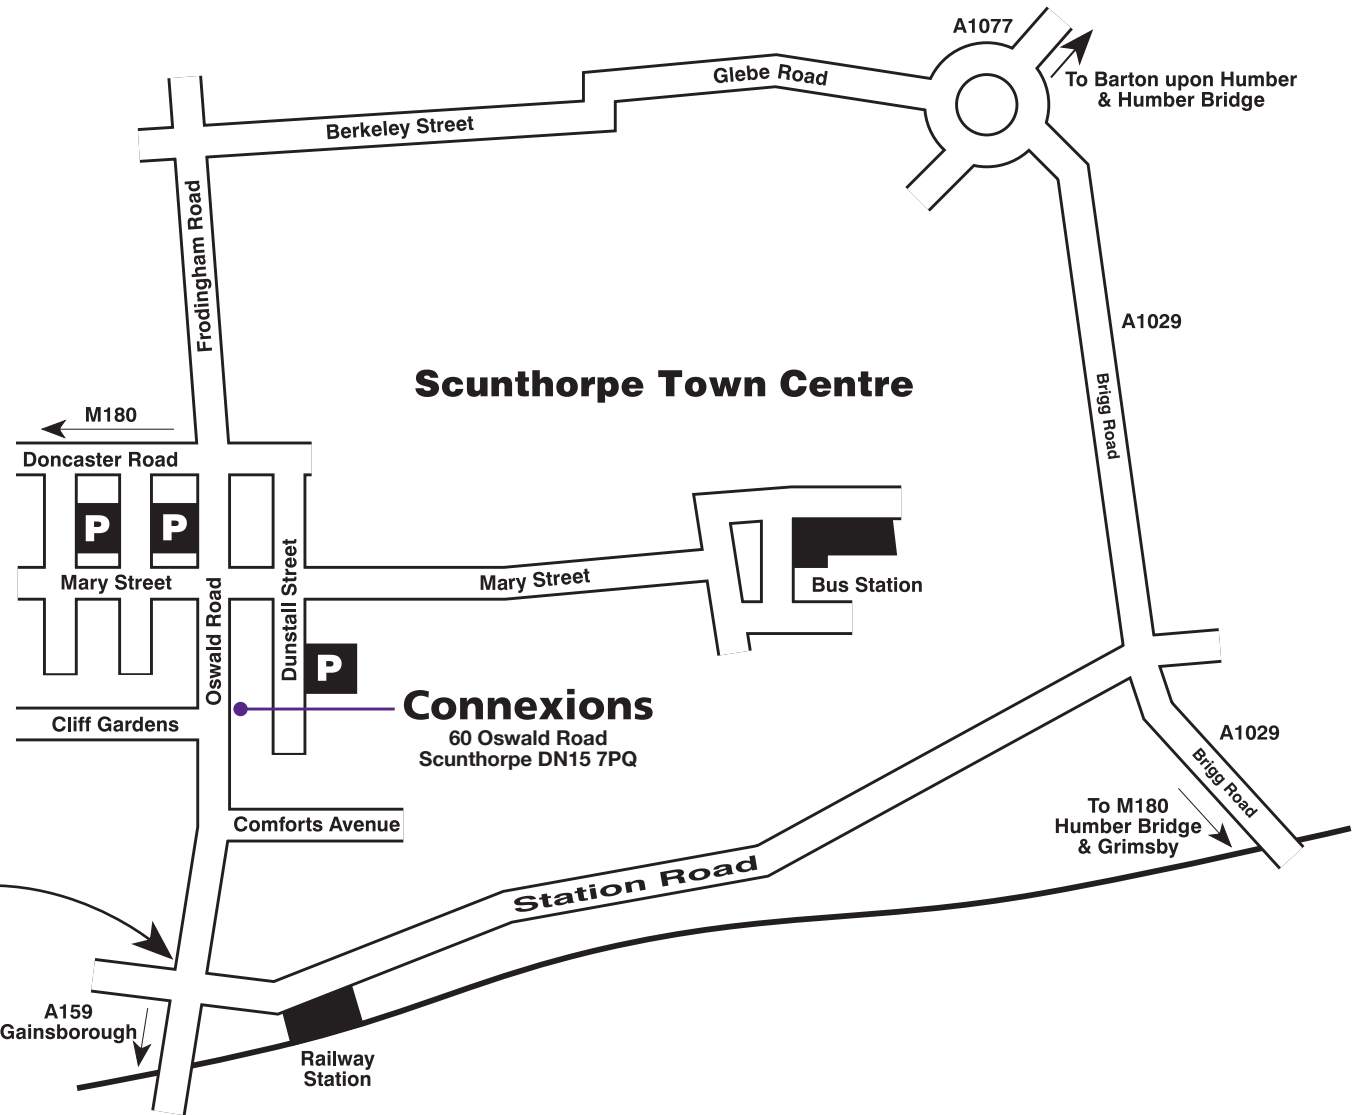 A1077
Glebe Road
To Barton upon Humber
& Humber Bridge
Berkeley Street
Frodingham Road
A1029
Scunthorpe Town Centre
Brigg Road
M180
Doncaster Road
P
P
Mary Street
Mary Street
Bus Station
Dunstall Street
Oswald Road
P
Connexions
60 Oswald Road
Scunthorpe DN15 7PQ
Cliff Gardens
A1029
Brigg Road
To M180
Humber Bridge
& Grimsby
Comforts Avenue
Station Road
A159
Gainsborough
Railway
Station